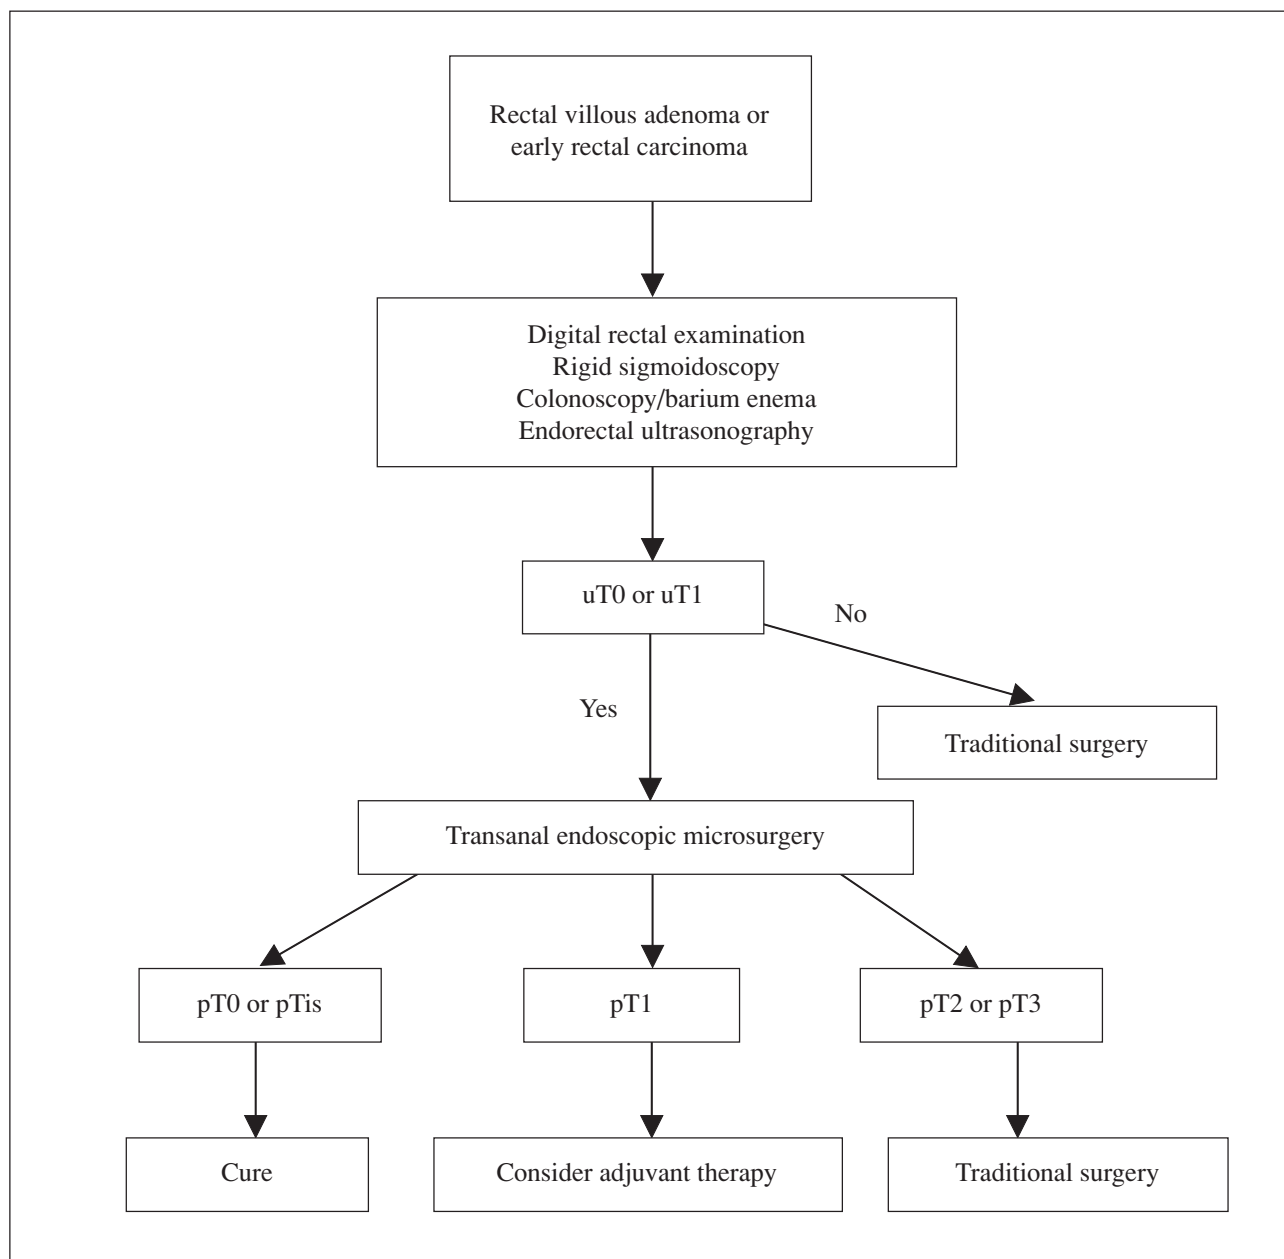 Rectal villous adenoma or
early rectal carcinoma
Digital rectal examination
Rigid sigmoidoscopy
Colonoscopy/barium enema
Endorectal ultrasonography
uT0 or uT1
No
Yes
Traditional surgery
Transanal endoscopic microsurgery
pT0 or pTis
pT1
pT2 or pT3
Cure
Consider adjuvant therapy
Traditional surgery